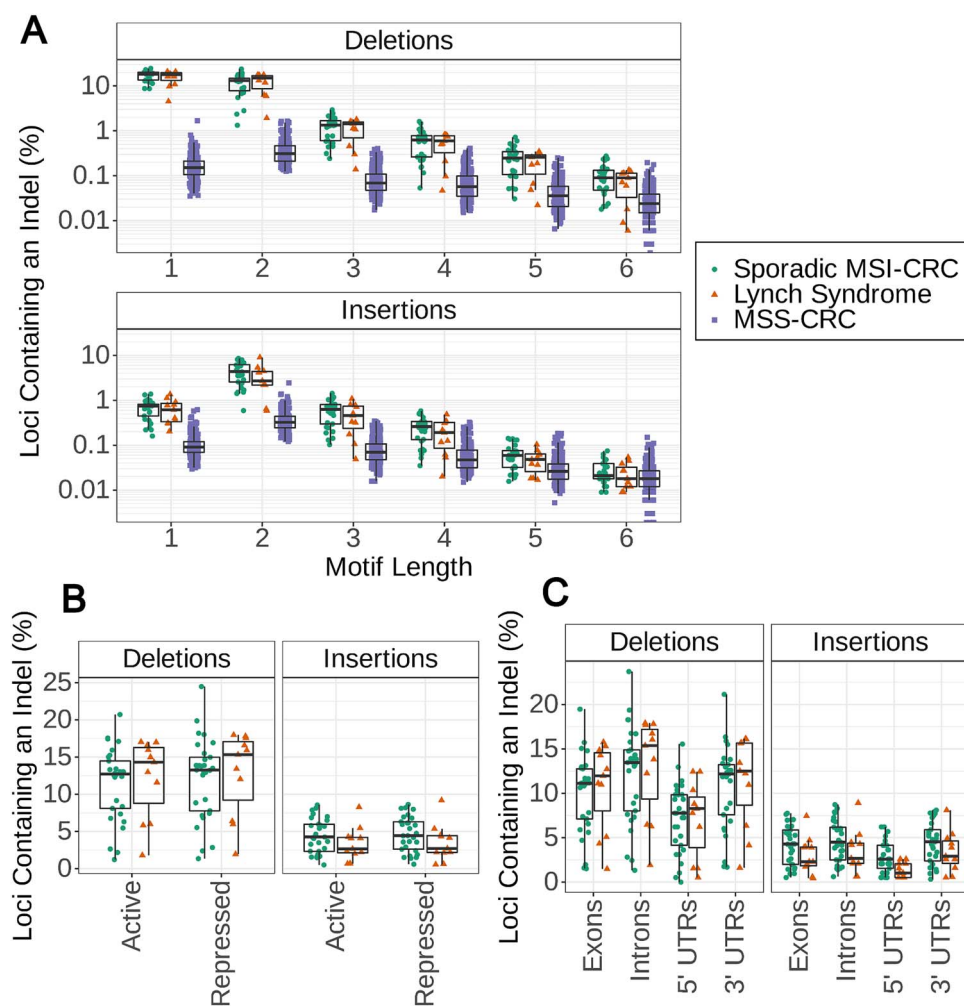 A
Deletions
Loci Containing an Indel (%)
10
1
0.1
0.01
1 2 3 4 5 6
Insertions
10
1
0.1
0.01
1 2 3 4 5 6
Motif Length
Sporadic MSI-CRC
Lynch Syndrome
MSS-CRC
B
Loci Containing an Indel (%)
Deletions Insertions
25
20
15
10
5
0
Active Repressed Active Repressed
C
Loci Containing an Indel (%)
Deletions Insertions
20
15
10
5
0
Exons Introns 5' UTRs 3' UTRs Exons Introns 5' UTRs 3' UTRs